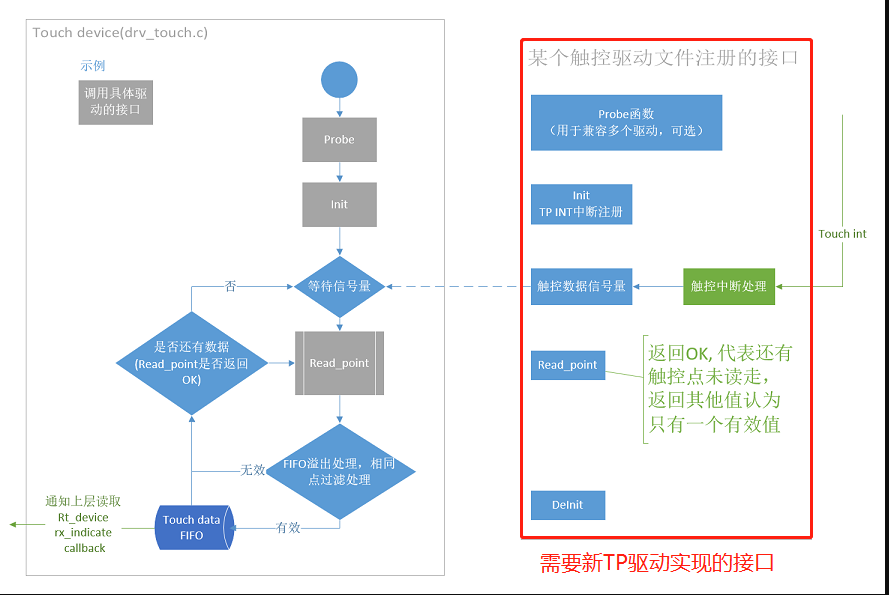 Touch device(drv_touch.c)
示例
调用具体驱
动的接口
Probe
Init
等待信号量
否
是否还有数据
(Read_point是否返回
OK)
Read_point
FIFO溢出处理，相同
点过滤处理
无效
有效
Touch data
FIFO
通知上层读取
Rt_device
rx_indicate
callback
某个触控驱动文件注册的接口
Probe函数
（用于兼容多个驱动，可选）
Init
TP INT中断注册
Touch int
触控数据信号量
触控中断处理
Read_point
返回OK, 代表还有
触控点未读走，
返回其他值认为
只有一个有效值
DeInit
需要新TP驱动实现的接口